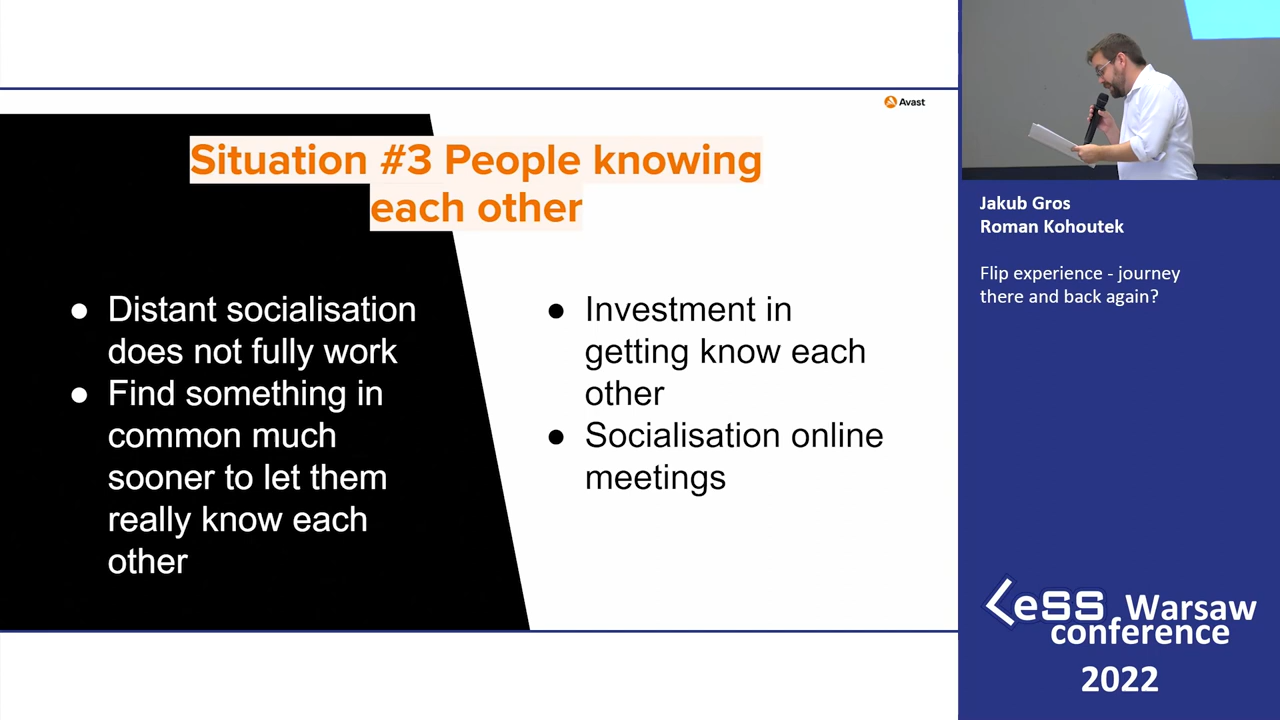 Avast
Situation #3 People knowing
each other
● Distant socialisation
does not fully work
● Find something in
common much
sooner to let them
really know each
other
● Investment in
getting know each
other
● Socialisation online
meetings
Jakub Gros
Roman Kohoutek
Flip experience - journey
there and back again?
LeSS Warsaw
conference
2022